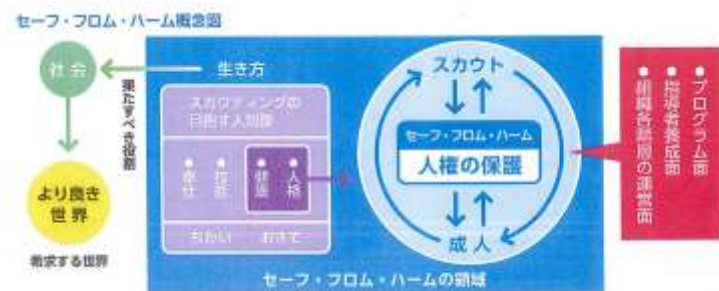 セーフ・フロム・ハーム概念図
社会
果たすべき役割
より良き
世界
希求する世界
生き方
スカウティングの
目指す人間像
奉仕
技能
健康
人格
ちかい おきて
スカウト
セーフ・フロム・ハーム
人権の保護
成人
セーフ・フロム・ハームの領域
●プログラム面
●指導者養成面
●組織各階層の運営面